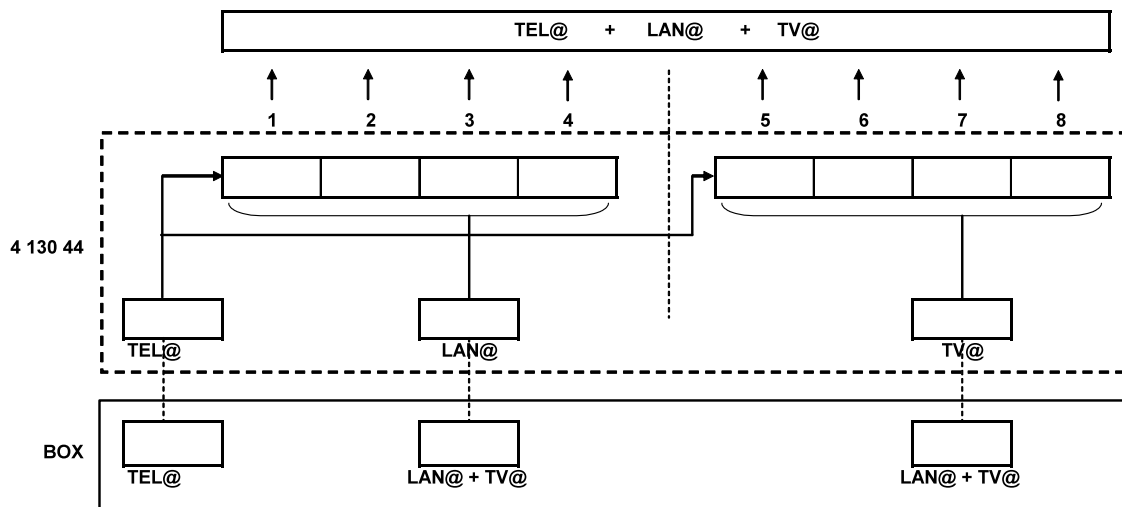 TEL@ + LAN@ + TV@
1 2 3 4 5 6 7 8
4 130 44
TEL@ LAN@ TV@
BOX
TEL@ LAN@ + TV@ LAN@ + TV@